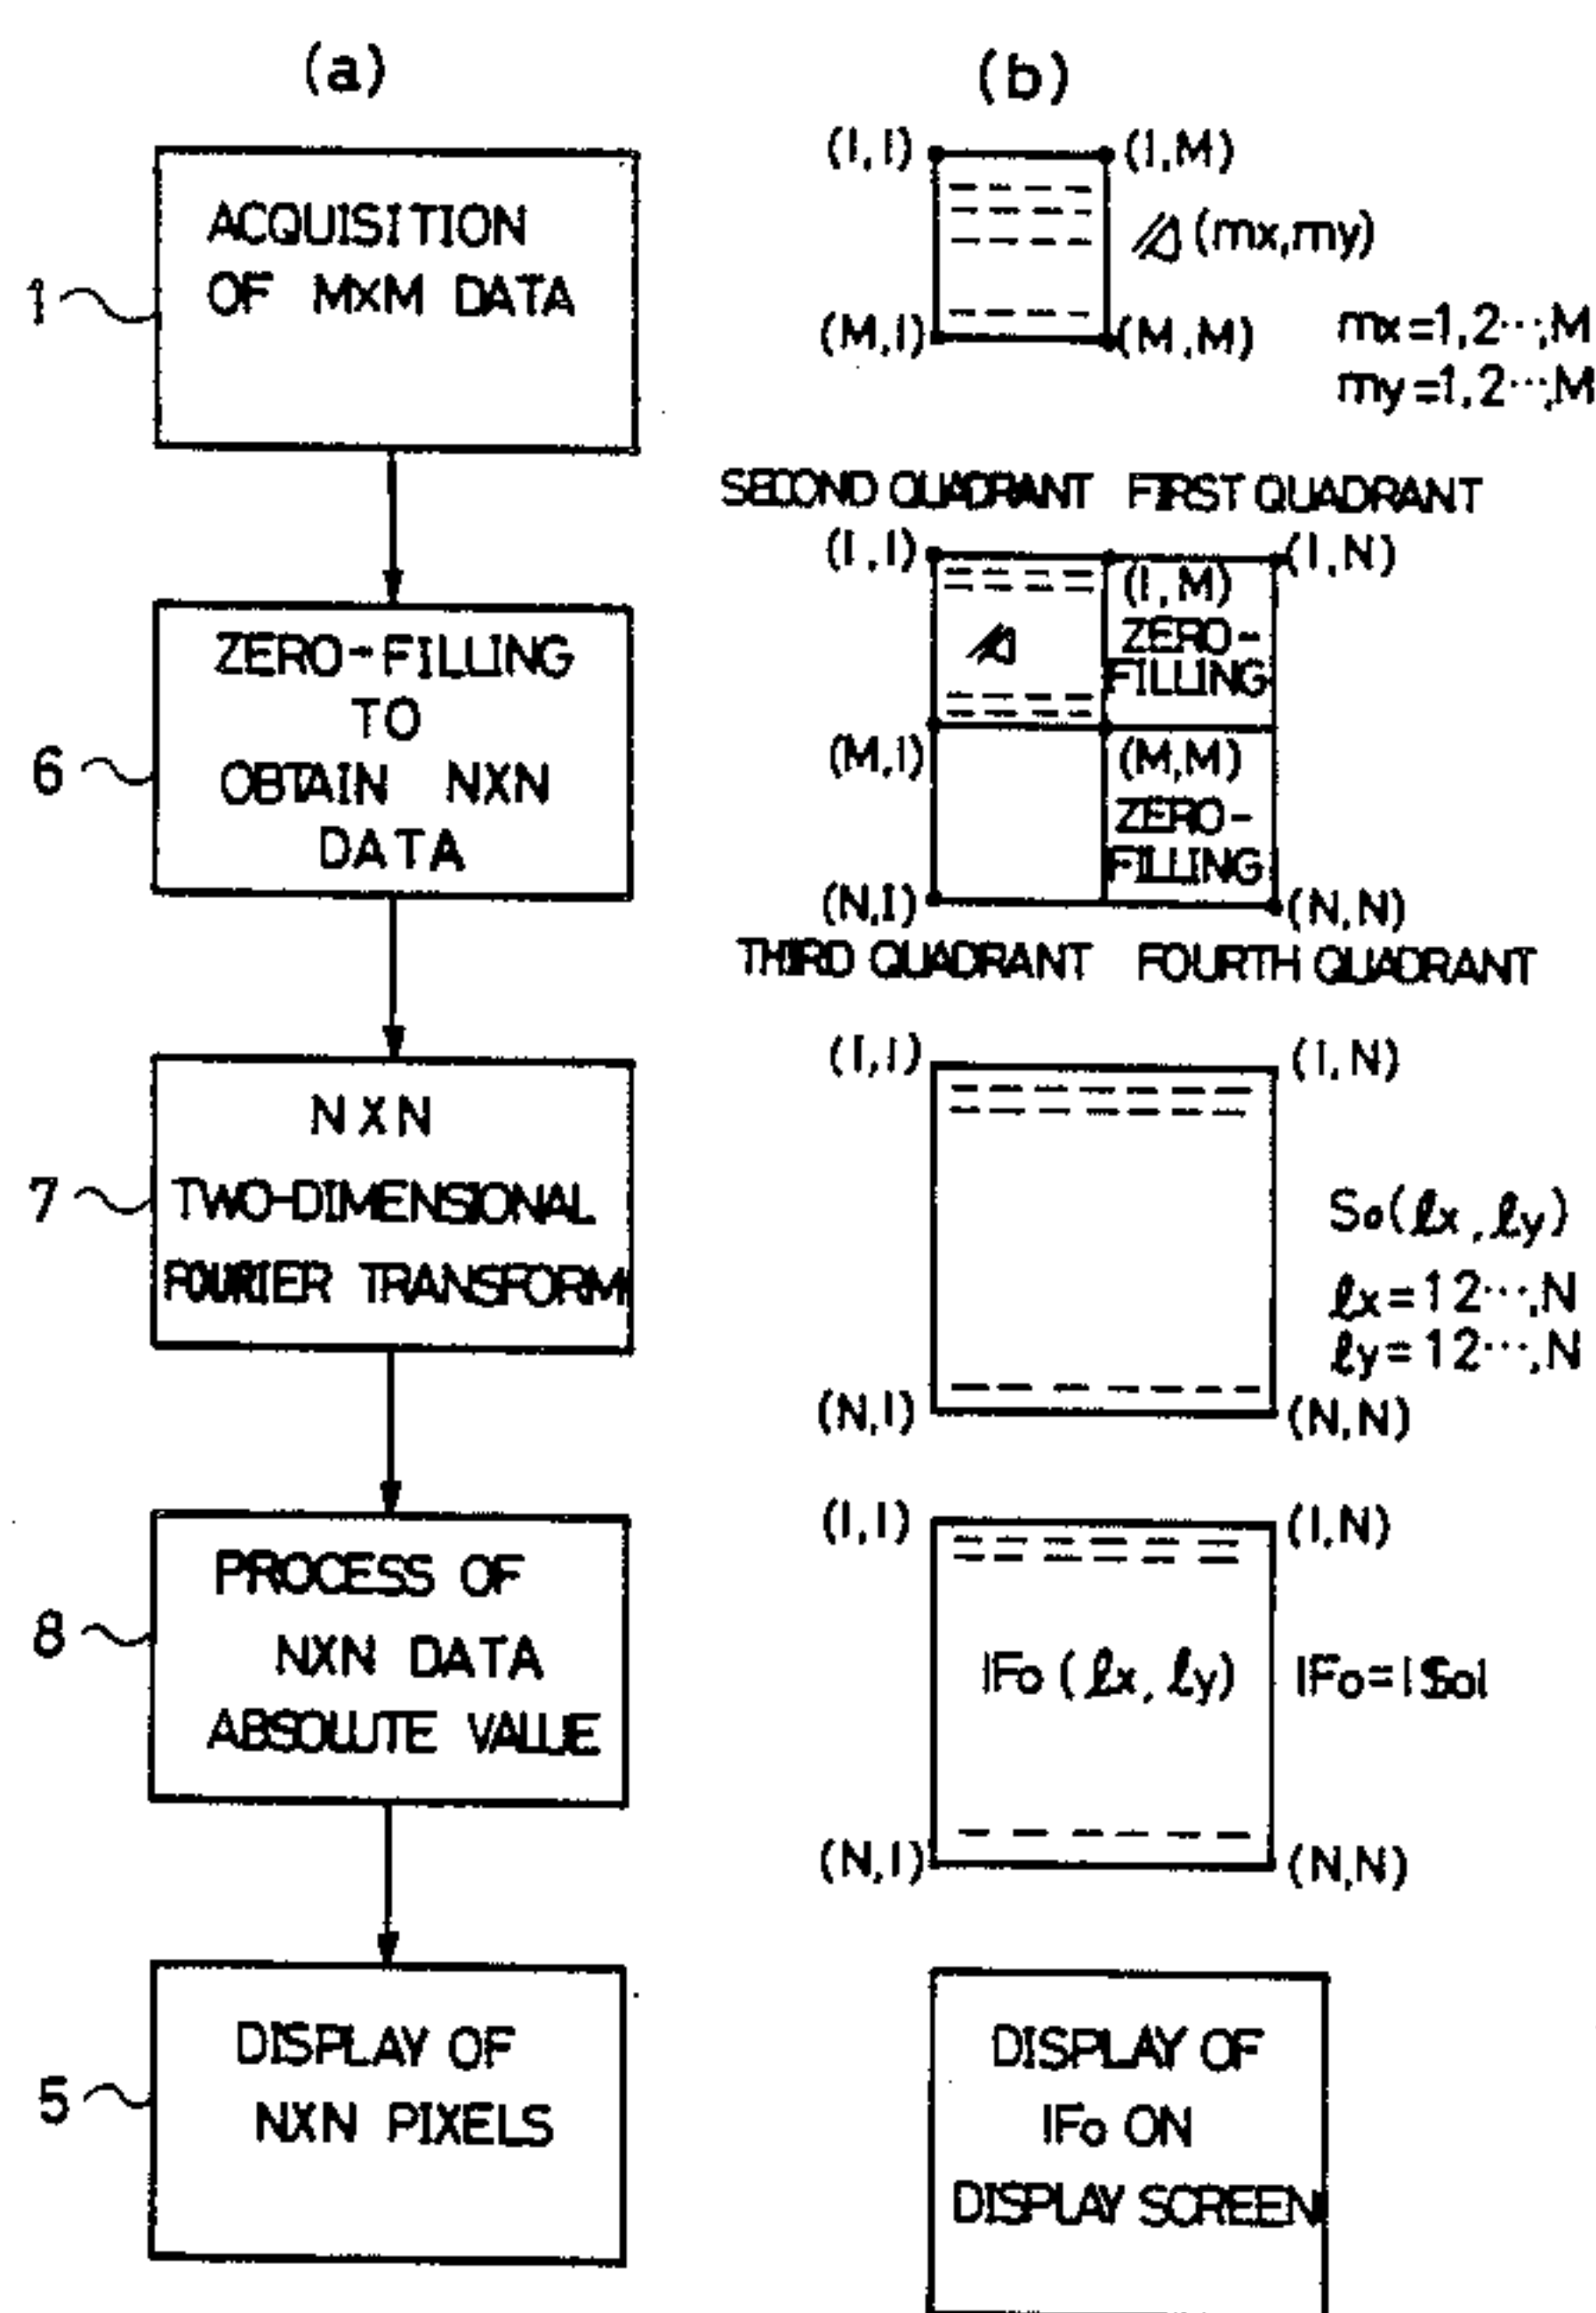 (a)
ACQUISITION
OF MXM DATA
1
ZERO-FILLING
TO
OBTAIN NXN
DATA
6
NXN
TWO-DIMENSIONAL
FOURIER TRANSFORM
7
PROCESS OF
NXN DATA
ABSOLUTE VALUE
8
DISPLAY OF
NXN PIXELS
5
(b)
(1,1) (1,M)
(mx,my)
(M,1) (M,M)
mx=1,2…,M
my=1,2…,M
SECOND QUADRANT FIRST QUADRANT
(1,1) (1,N)
(1,M)
ZERO-
FILLING
(M,1) (M,M)
ZERO-
FILLING
(N,1) (N,N)
THIRD QUADRANT FOURTH QUADRANT
(1,1) (1,N)
So(ℓx,ℓy)
ℓx=12…,N
ℓy=12…,N
(N,1) (N,N)
(1,1) (1,N)
IFo(ℓx,ℓy) IFo=|So|
(N,1) (N,N)
DISPLAY OF
IFo ON
DISPLAY SCREEN